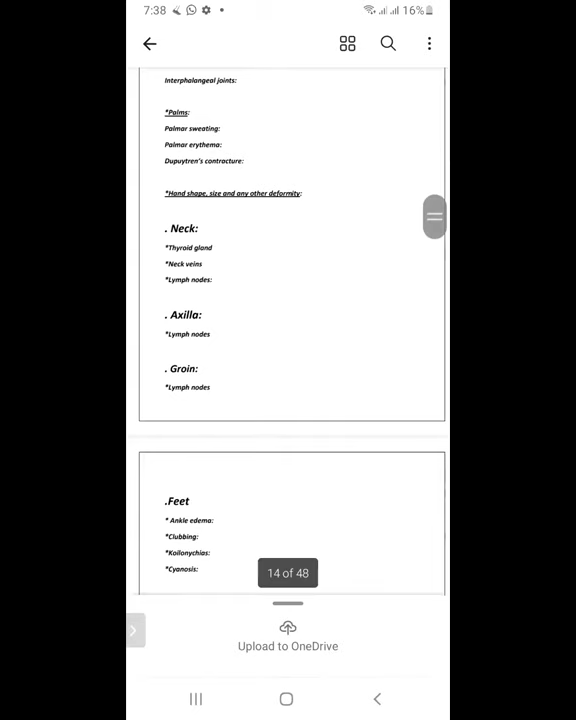 7:38
16%
Interphalangeal joints:
*Palms:
Palmar sweating:
Palmar erythema:
Dupuytren's contracture:
*Hand shape, size and any other deformity:
. Neck:
*Thyroid gland
*Neck veins
*Lymph nodes:
. Axilla:
*Lymph nodes
. Groin:
*Lymph nodes
.Feet
* Ankle edema:
*Clubbing:
*Koilonychias:
*Cyanosis:
14 of 48
Upload to OneDrive